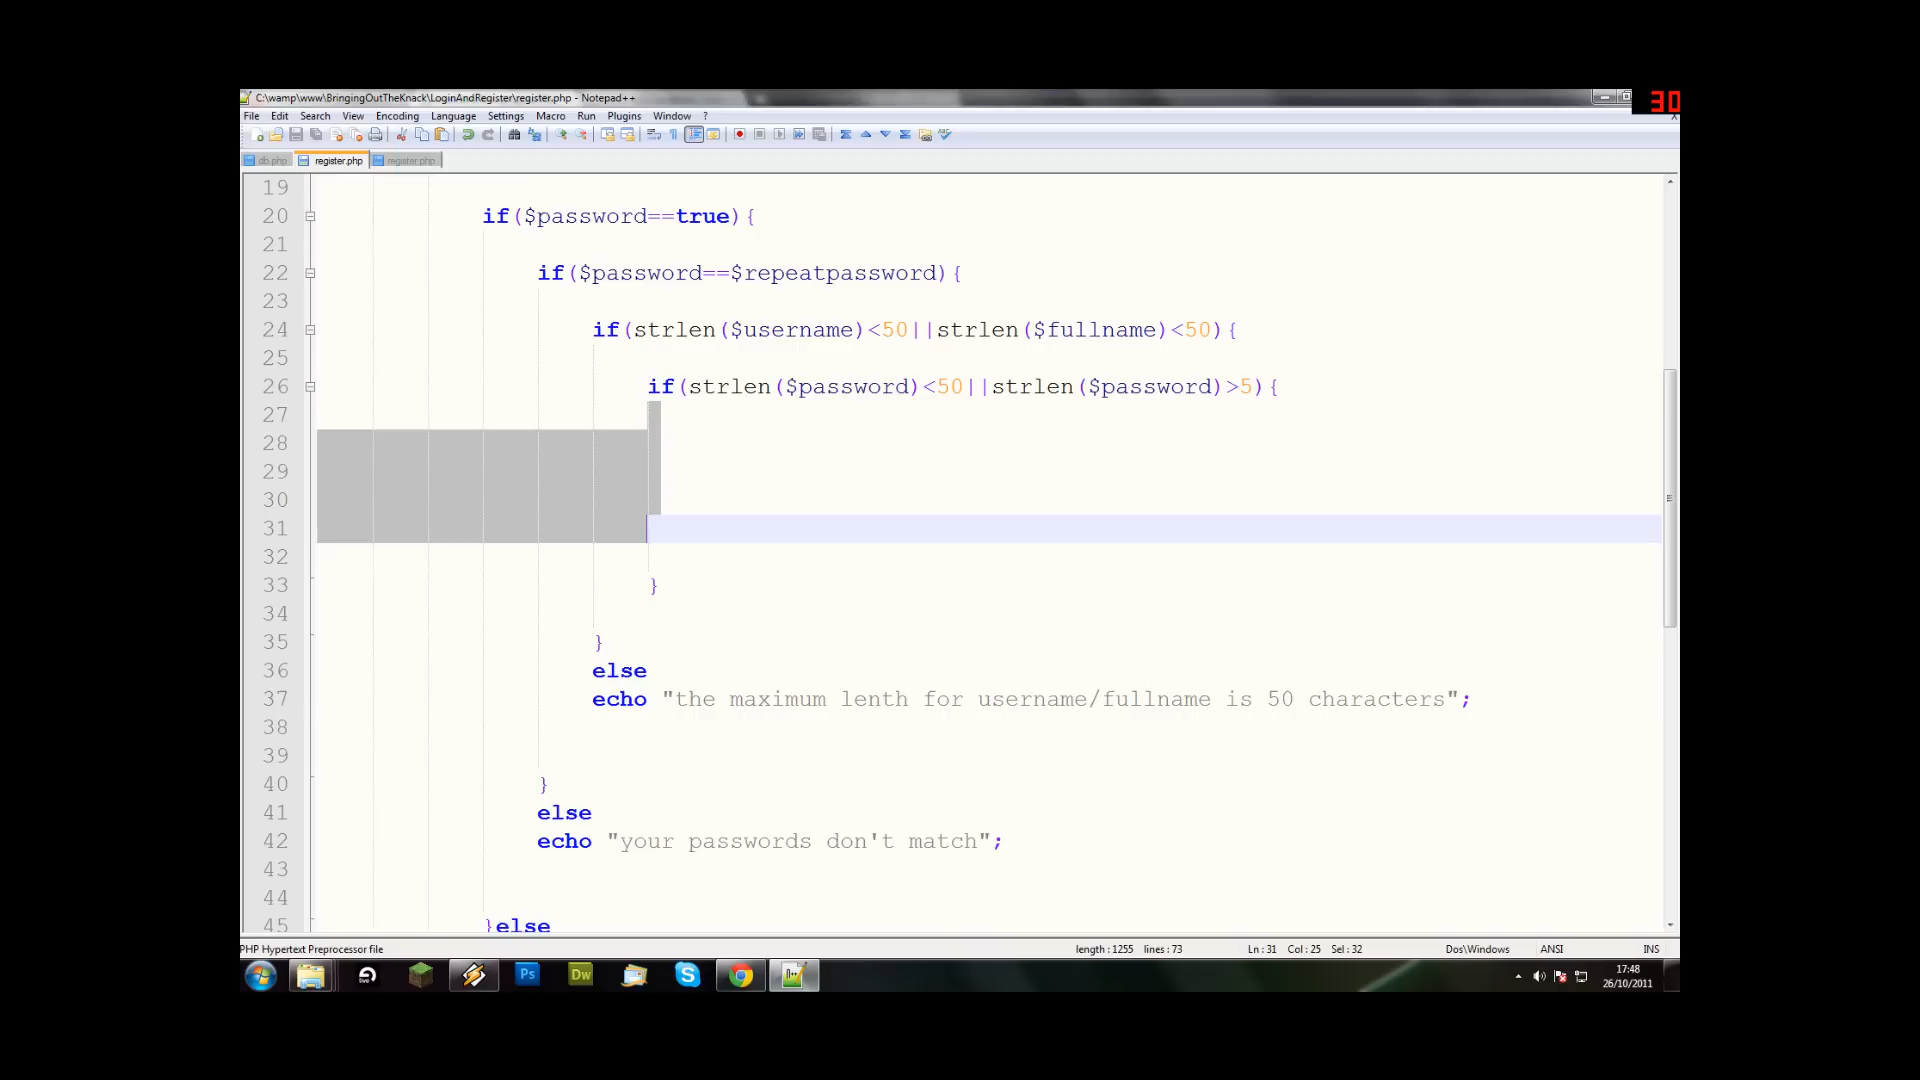 C:\wamp\www\BringingOutTheKnack\LoginAndRegister\register.php - Notepad++
30
File Edit Search View Encoding Language Settings Macro Run Plugins Window ?
db.php register.php register.php
19
20 if($password==true){
21
22 if($password==$repeatpassword){
23
24 if(strlen($username)<50||strlen($fullname)<50){
25
26 if(strlen($password)<50||strlen($password)>5){
27
28
29
30
31
32
33 }
34
35 }
36 else
37 echo "the maximum lenth for username/fullname is 50 characters";
38
39
40 }
41 else
42 echo "your passwords don't match";
43
44
45 }else
PHP Hypertext Preprocessor file length : 1255 lines : 73 Ln : 31 Col : 25 Sel : 32 Dos\Windows ANSI INS
Ps Dw 17:48
26/10/2011